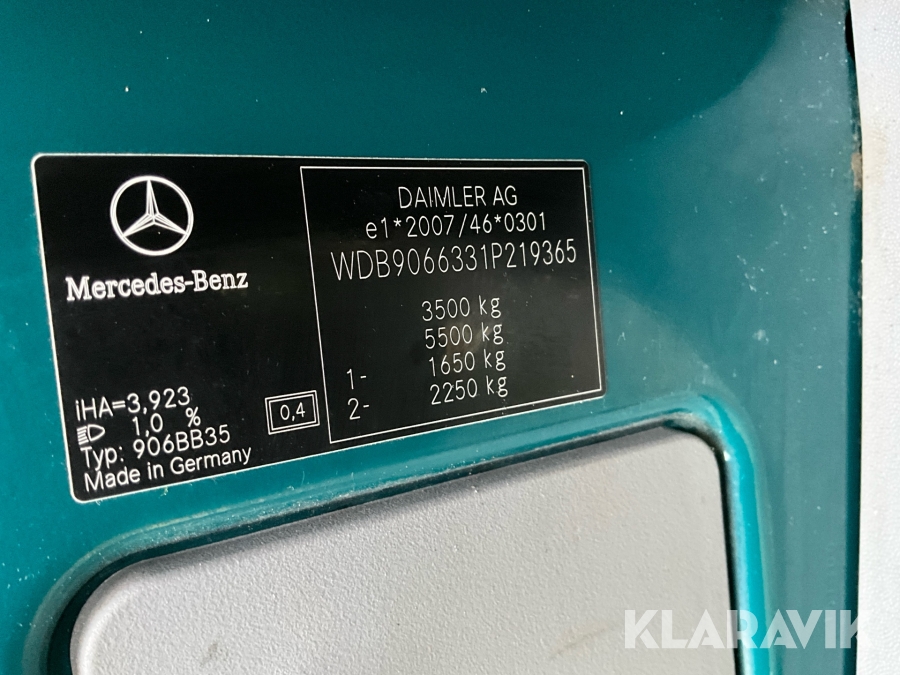 Mercedes-Benz
iHA=3,923
1,0 %
Typ: 906BB35
Made in Germany
0,4
DAIMLER AG
e1*2007/46*0301
WDB9066331P219365
3500 kg
5500 kg
1- 1650 kg
2- 2250 kg
KLARAVIK